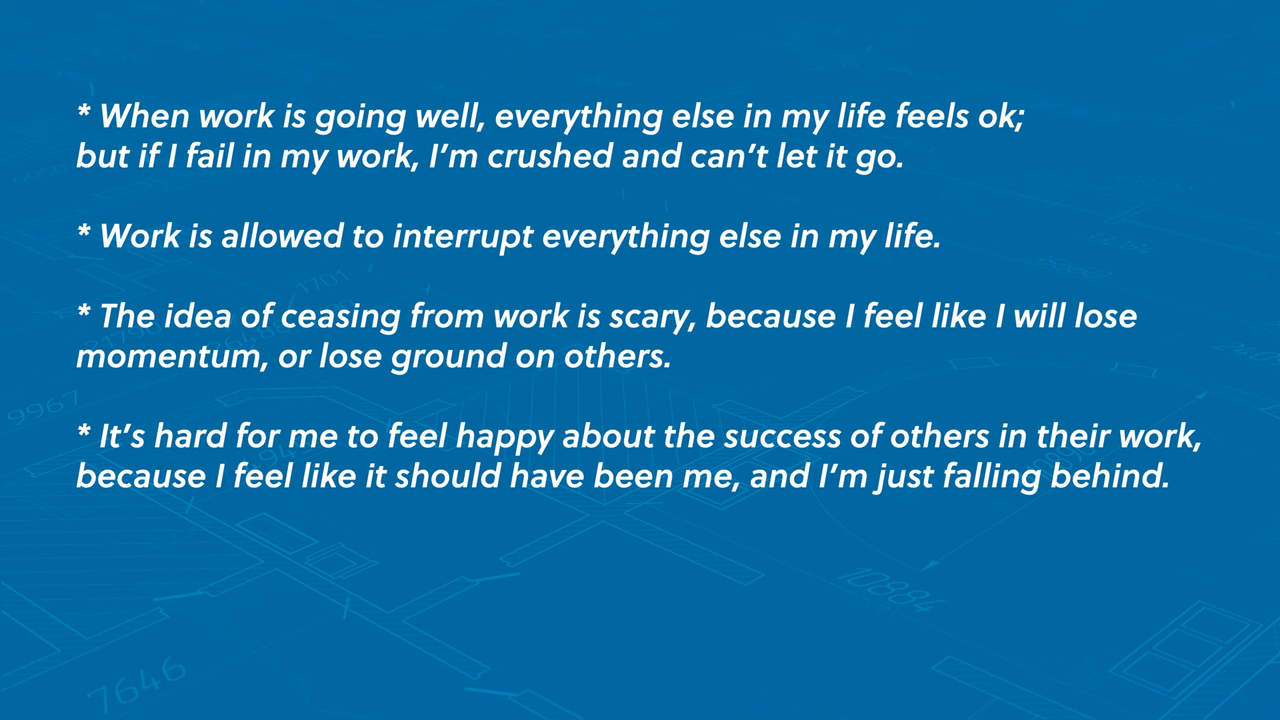 * When work is going well, everything else in my life feels ok;
but if I fail in my work, I’m crushed and can’t let it go.
* Work is allowed to interrupt everything else in my life.
* The idea of ceasing from work is scary, because I feel like I will lose
momentum, or lose ground on others.
* It’s hard for me to feel happy about the success of others in their work,
because I feel like it should have been me, and I’m just falling behind.
1701
9967
10884
7646